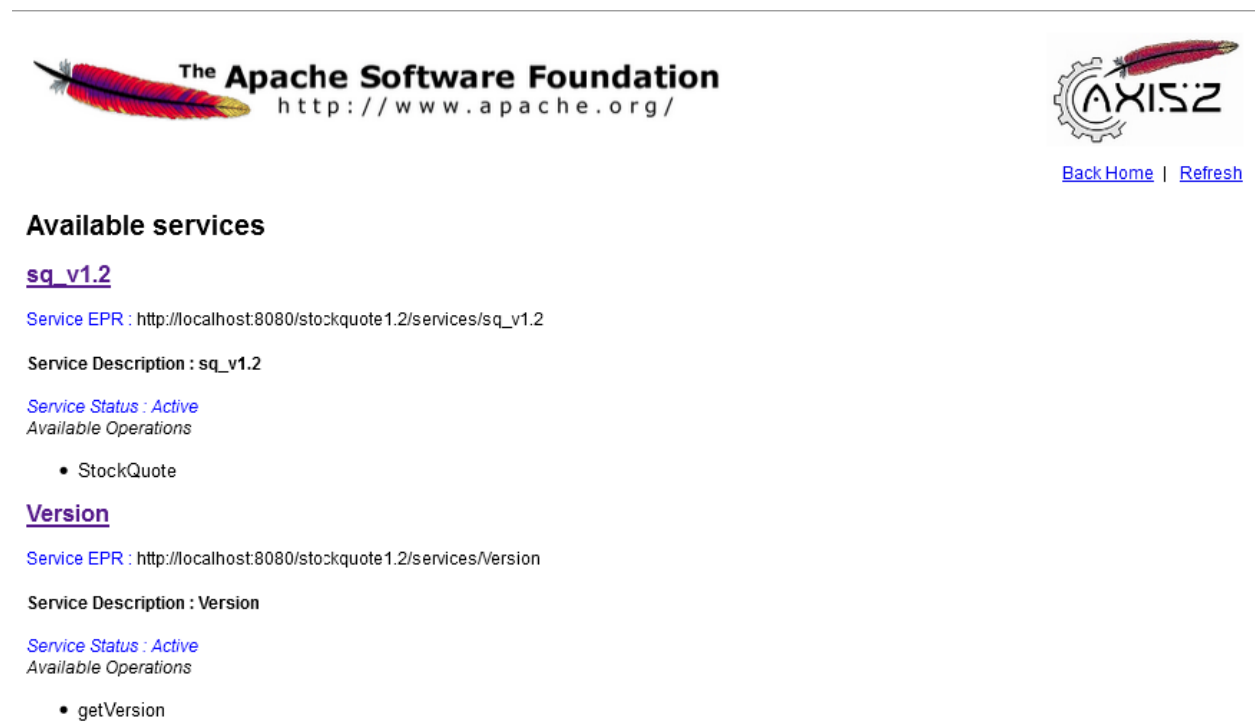 The Apache Software Foundation
http://www.apache.org/
AXIS2
Back Home | Refresh
Available services
sq_v1.2
Service EPR : http://localhost:8080/stockquote1.2/services/sq_v1.2
Service Description : sq_v1.2
Service Status : Active
Available Operations
• StockQuote
Version
Service EPR : http://localhost:8080/stockquote1.2/services/Version
Service Description : Version
Service Status : Active
Available Operations
• getVersion